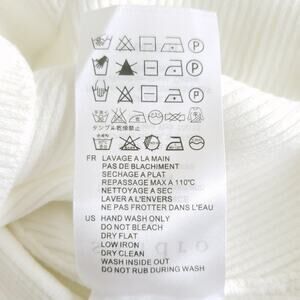 タンブル乾燥禁止
FR LAVAGE A LA MAIN
PAS DE BLACHIMENT
SECHAGE A PLAT
REPASSAGE MAX A 110°C
NETTOYAGE A SEC
LAVER A L'ENVERS
NE PAS FROTTER DANS L'EAU
US HAND WASH ONLY
DO NOT BLEACH
DRY FLAT
LOW IRON
DRY CLEAN
WASH INSIDE OUT
DO NOT RUB DURING WASH